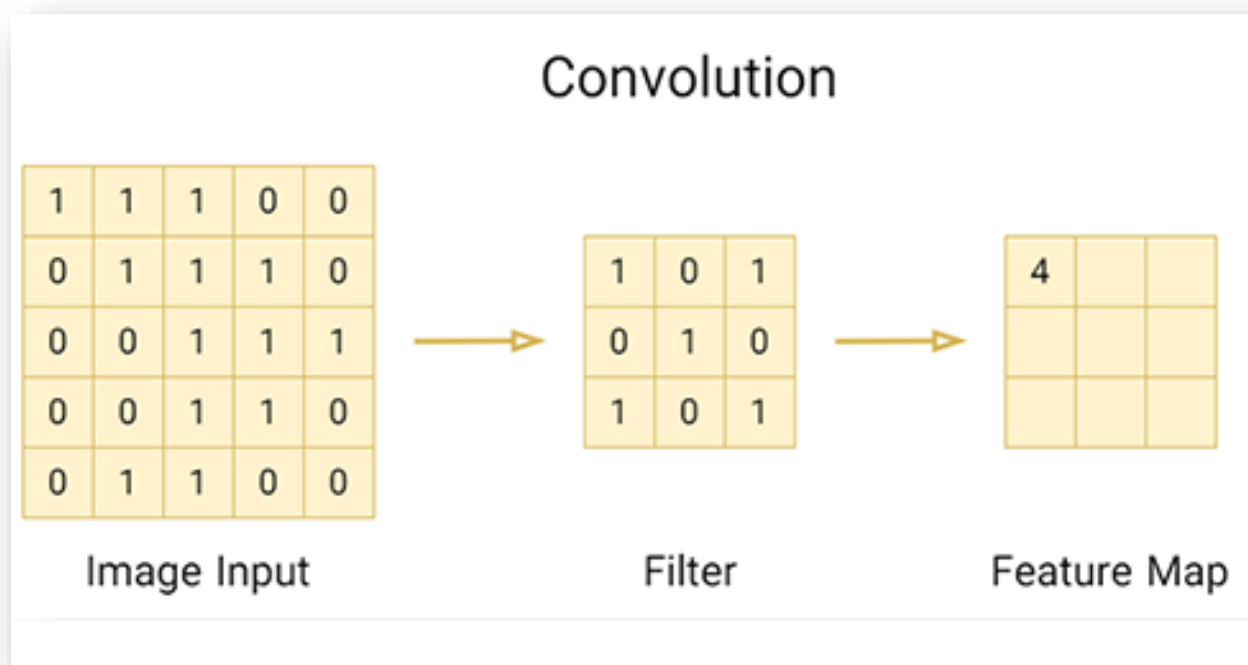 Convolution
1 1 1 0 0
0 1 1 1 0
1 0 1
4
0 0 1 1 1
0 1 0
0 0 1 1 0
1 0 1
0 1 1 0 0
Image Input
Filter
Feature Map